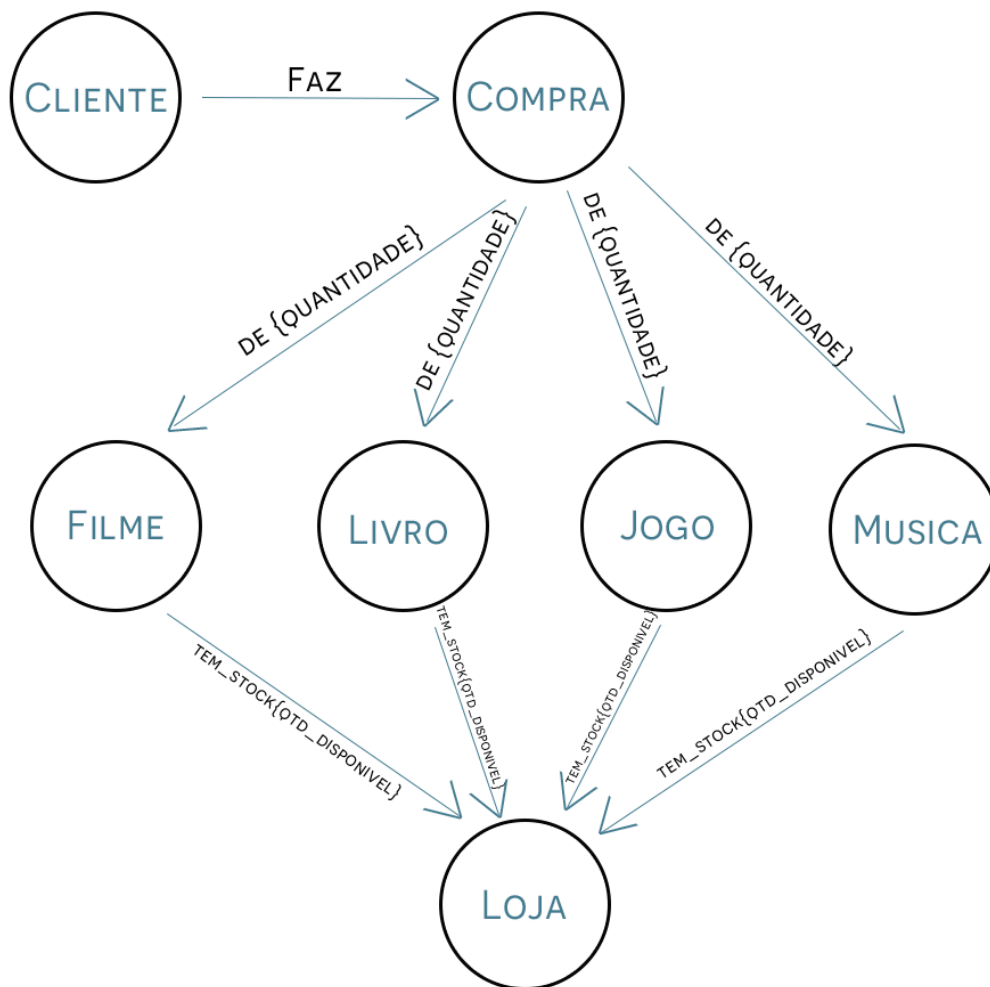 Cliente
Faz
Compra
de {quantidade}
de {quantidade}
de {quantidade}
de {quantidade}
Filme
Livro
Jogo
Musica
tem_stock{qtd_disponivel}
tem_stock{qtd_disponivel}
tem_stock{qtd_disponivel}
tem_stock{qtd_disponivel}
Loja